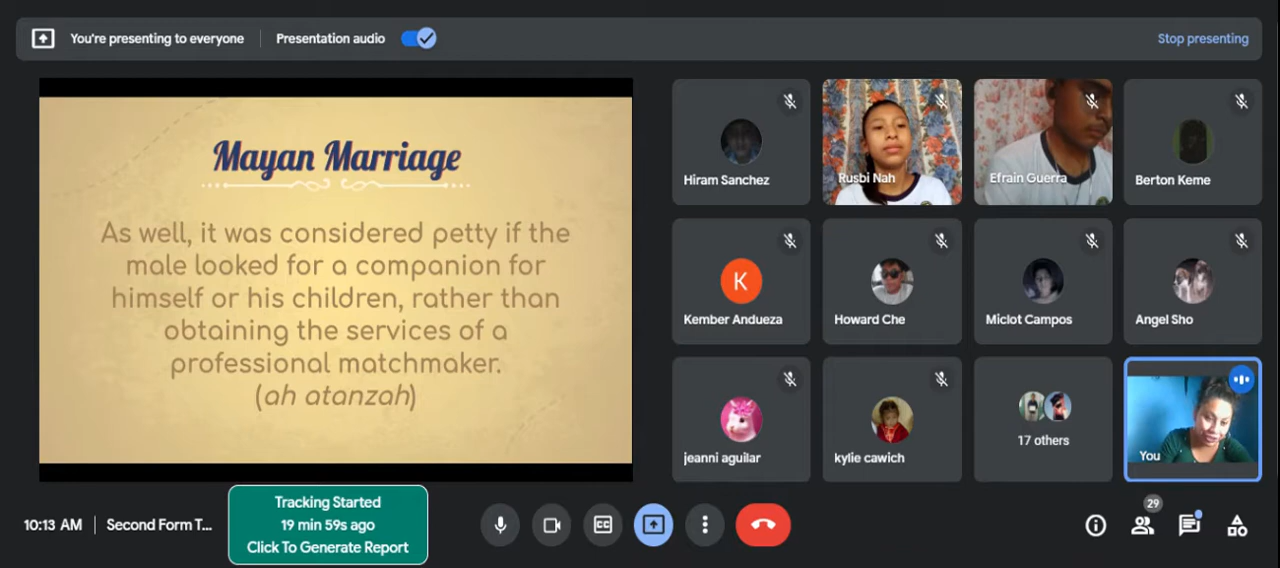 You're presenting to everyone
Presentation audio
Stop presenting
Mayan Marriage
As well, it was considered petty if the
male looked for a companion for
himself or his children, rather than
obtaining the services of a
professional matchmaker.
(ah atanzah)
Hiram Sanchez
Rusbi Nah
Efrain Guerra
Berton Keme
K
Kember Andueza
Howard Che
Miclot Campos
Angel Sho
jeanni aguilar
kylie cawich
17 others
You
10:13 AM
Second Form T...
Tracking Started
19 min 59s ago
Click To Generate Report
CC
29